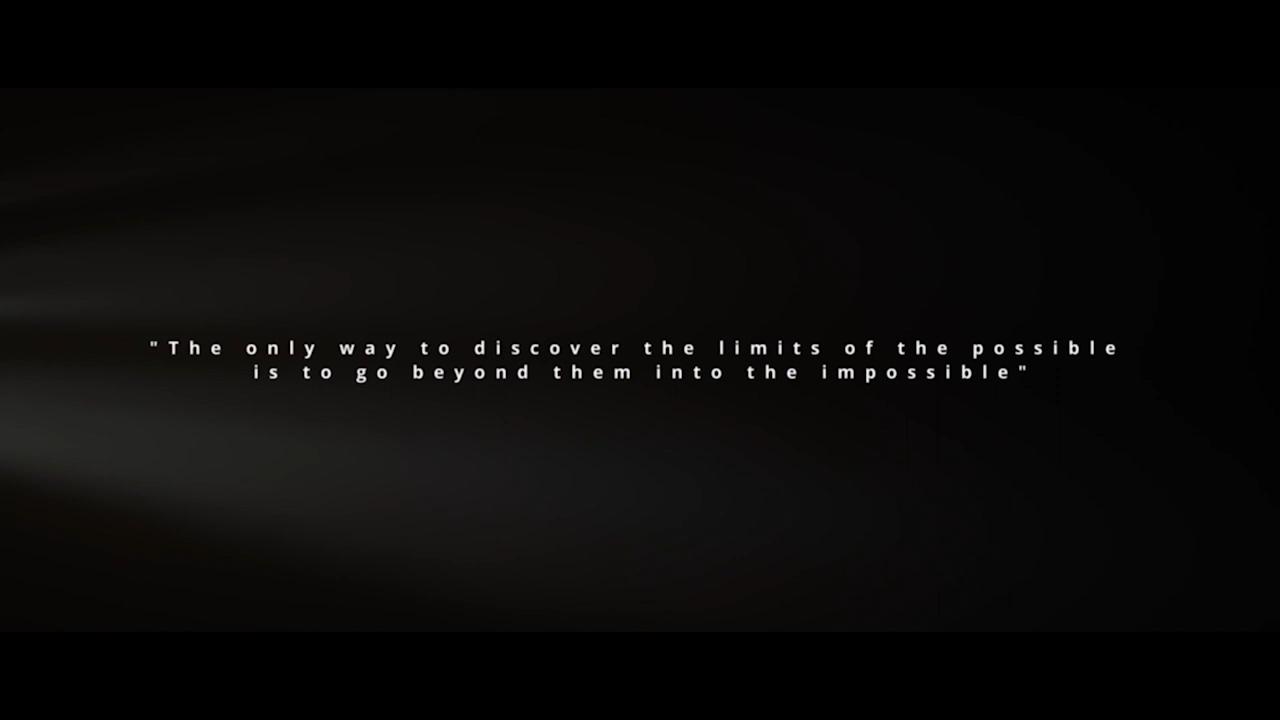 "The only way to discover the limits of the possible
is to go beyond them into the impossible"